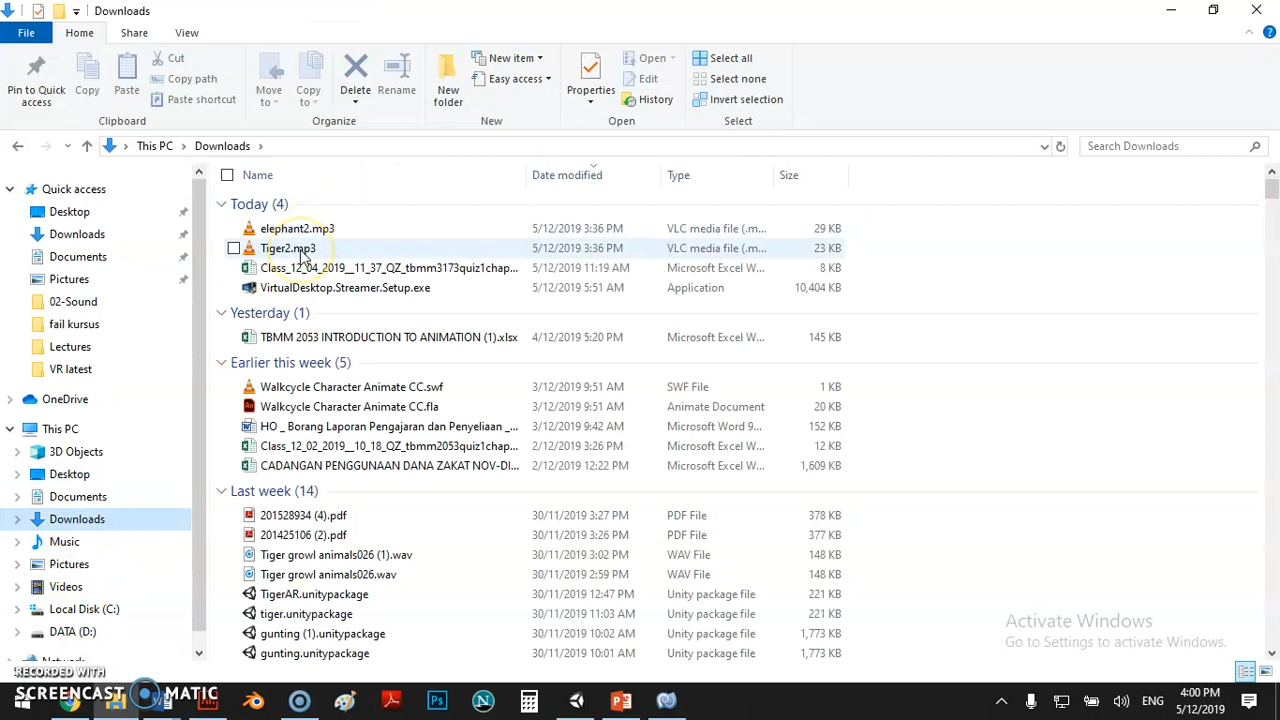 Downloads
File Home Share View
Pin to Quick access
Copy
Paste
Cut
Copy path
Paste shortcut
Clipboard
Move to
Copy to
Delete
Rename
Organize
New folder
New item
Easy access
New
Properties
Open
Edit
History
Open
Select all
Select none
Invert selection
Select
This PC Downloads
Search Downloads
Quick access
Desktop
Downloads
Documents
Pictures
02-Sound
fail kursus
Lectures
VR latest
OneDrive
This PC
3D Objects
Desktop
Documents
Downloads
Music
Pictures
Videos
Local Disk (C:)
DATA (D:)
Name Date modified Type Size
Today (4)
elephant2.mp3 5/12/2019 3:36 PM VLC media file (.m... 29 KB
Tiger2.mp3 5/12/2019 3:36 PM VLC media file (.m... 23 KB
Class_12_04_2019__11_37_QZ_tbmm3173quiz1chap... 5/12/2019 11:19 AM Microsoft Excel W... 8 KB
VirtualDesktop.Streamer.Setup.exe 5/12/2019 5:51 AM Application 10,404 KB
Yesterday (1)
TBMM 2053 INTRODUCTION TO ANIMATION (1).xlsx 4/12/2019 5:20 PM Microsoft Excel W... 145 KB
Earlier this week (5)
Walkcycle Character Animate CC.swf 3/12/2019 9:51 AM SWF File 1 KB
Walkcycle Character Animate CC.fla 3/12/2019 9:51 AM Animate Document 20 KB
HO _ Borang Laporan Pengajaran dan Penyeliaan _... 3/12/2019 9:42 AM Microsoft Word 9... 152 KB
Class_12_02_2019__10_18_QZ_tbmm2053quiz1chap... 2/12/2019 3:26 PM Microsoft Excel W... 12 KB
CADANGAN PENGGUNAAN DANA ZAKAT NOV-DI... 2/12/2019 12:22 PM Microsoft Excel W... 1,609 KB
Last week (14)
201528934 (4).pdf 30/11/2019 3:27 PM PDF File 378 KB
201425106 (2).pdf 30/11/2019 3:26 PM PDF File 377 KB
Tiger growl animals026 (1).wav 30/11/2019 3:02 PM WAV File 148 KB
Tiger growl animals026.wav 30/11/2019 2:59 PM WAV File 148 KB
TigerAR.unitypackage 30/11/2019 12:47 PM Unity package file 221 KB
tiger.unitypackage 30/11/2019 11:03 AM Unity package file 221 KB
gunting (1).unitypackage 30/11/2019 10:02 AM Unity package file 1,773 KB
gunting.unitypackage 30/11/2019 10:01 AM Unity package file 1,773 KB
Activate Windows
Go to Settings to activate Windows.
RECORDED WITH
SCREENCAST MATIC
ENG
4:00 PM
5/12/2019